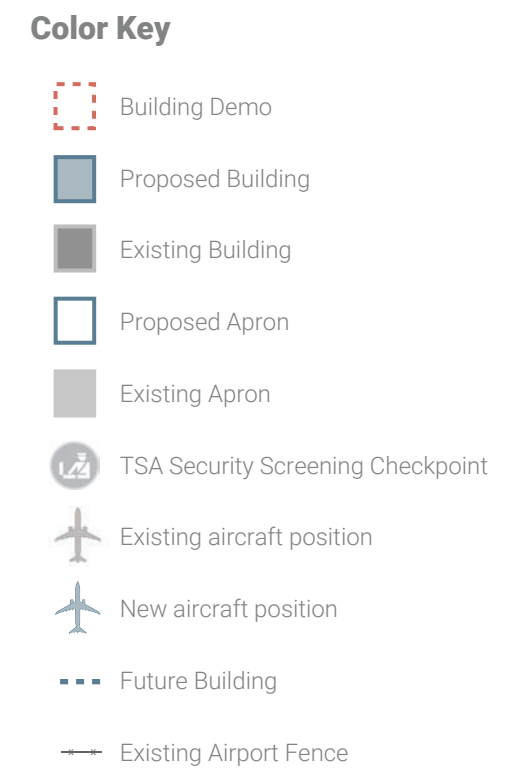 Color Key
Building Demo
Proposed Building
Existing Building
Proposed Apron
Existing Apron
TSA Security Screening Checkpoint
Existing aircraft position
New aircraft position
Future Building
Existing Airport Fence